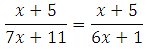 x + 5 / 7x + 11 = x + 5 / 6x + 1